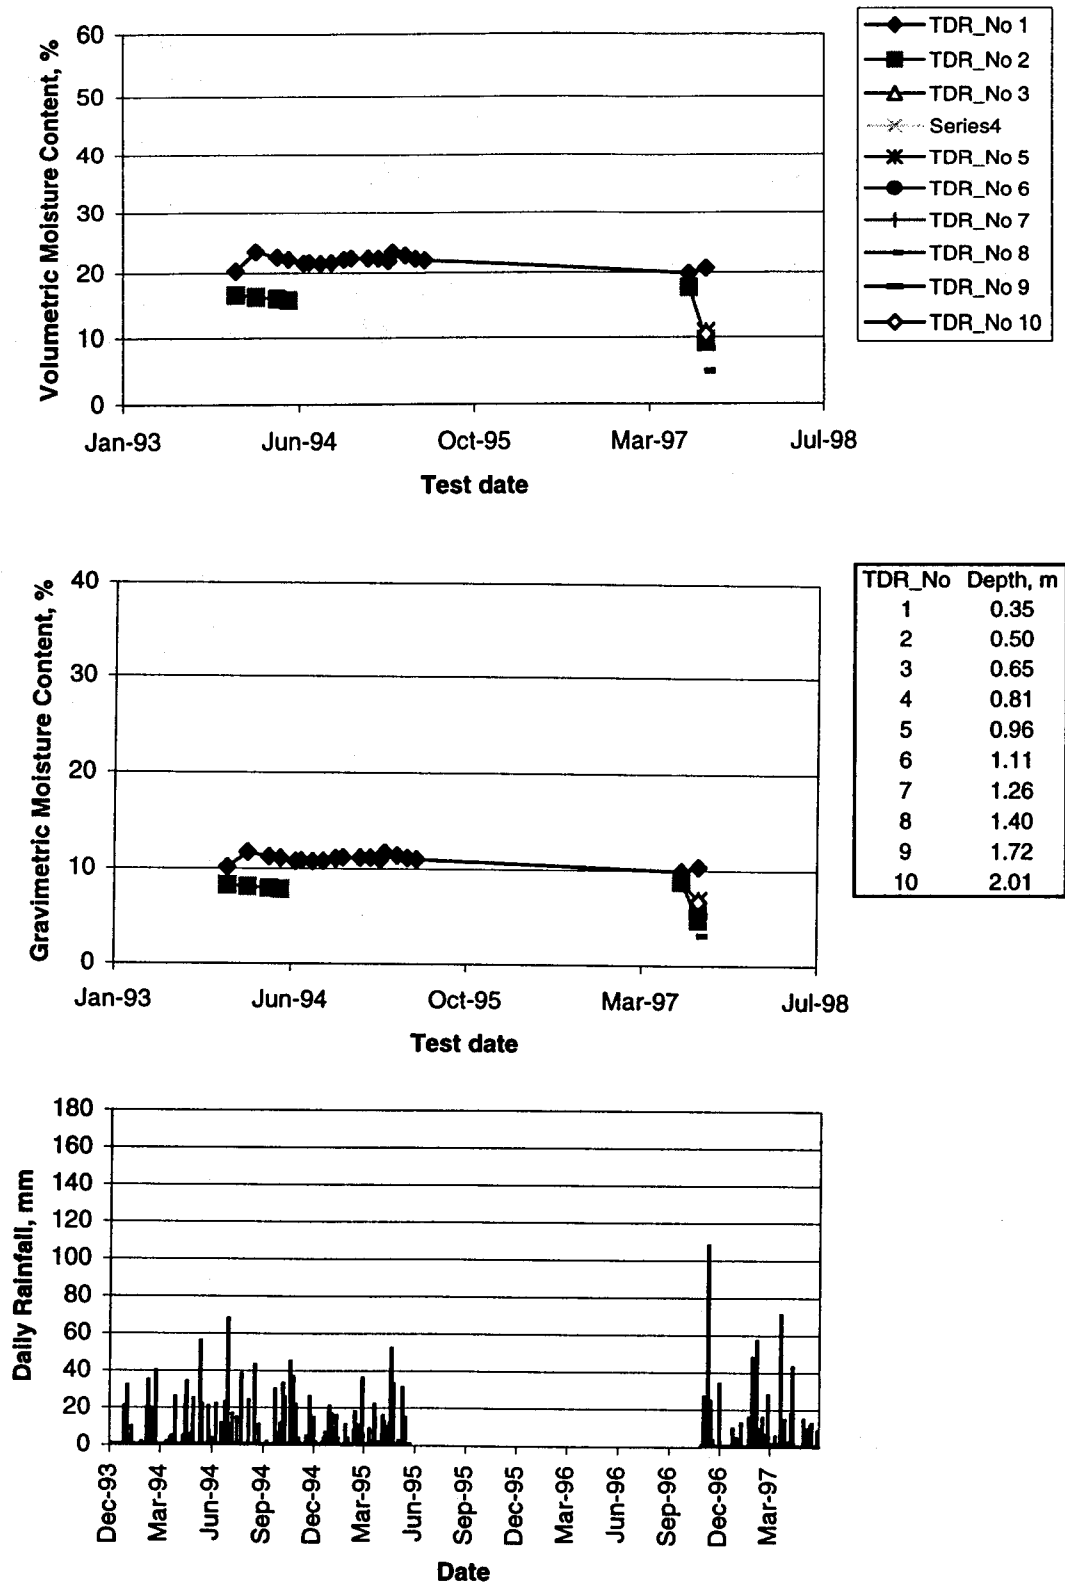 Volumetric Moisture Content, %
60
50
40
30
20
10
0
Jan-93 Jun-94 Oct-95 Mar-97 Jul-98
Test date
TDR_No 1
TDR_No 2
TDR_No 3
Series4
TDR_No 5
TDR_No 6
TDR_No 7
TDR_No 8
TDR_No 9
TDR_No 10
Gravimetric Moisture Content, %
40
30
20
10
0
Jan-93 Jun-94 Oct-95 Mar-97 Jul-98
Test date
TDR_No Depth, m
1 0.35
2 0.50
3 0.65
4 0.81
5 0.96
6 1.11
7 1.26
8 1.40
9 1.72
10 2.01
Daily Rainfall, mm
180
160
140
120
100
80
60
40
20
0
Dec-93 Mar-94 Jun-94 Sep-94 Dec-94 Mar-95 Jun-95 Sep-95 Dec-95 Mar-96 Jun-96 Sep-96 Dec-96 Mar-97
Date